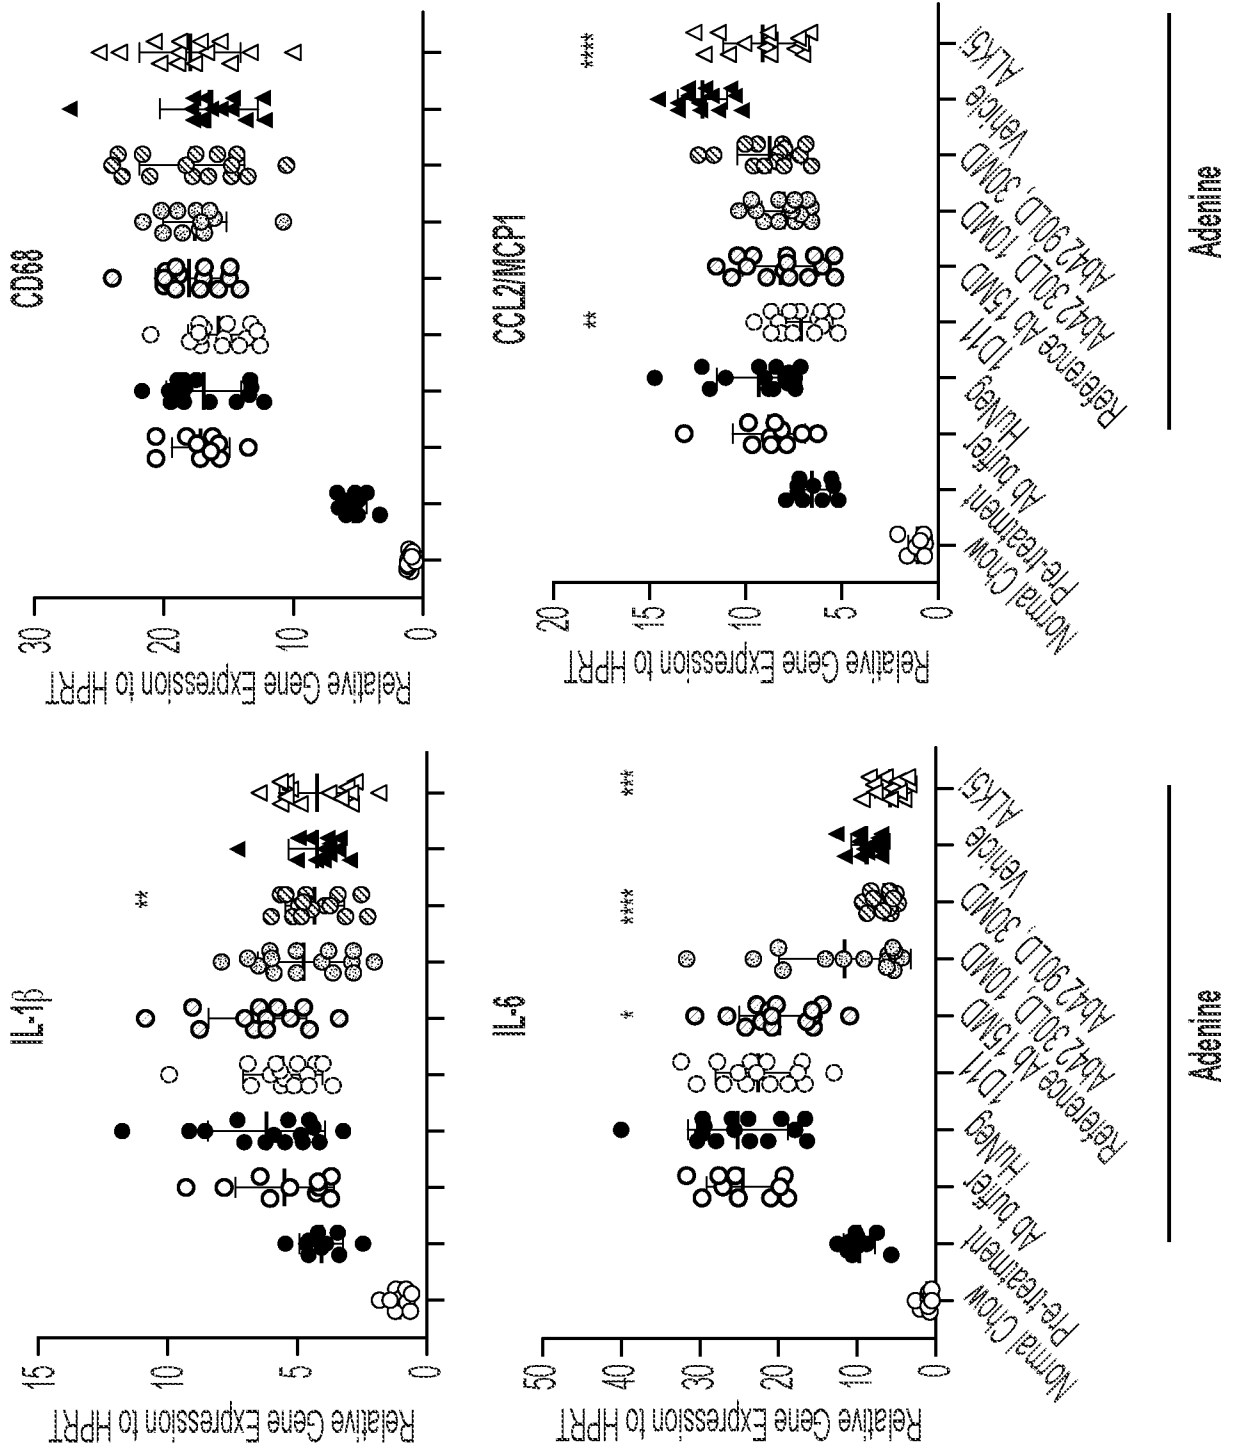 IL-1β
Relative Gene Expression to HPRT
15
10
5
0
**
CD68
Relative Gene Expression to HPRT
30
20
10
0
IL-6
Relative Gene Expression to HPRT
50
40
30
20
10
0
*
****
***
Normal Chow
Pre-treatment
Ab buffer
HuNeg
1D11
Reference Ab 15MD
Ab42 30LD, 10MD
Ab42 90LD, 30MD
Vehicle
ALK5i
Adenine
CCL2/MCP1
Relative Gene Expression to HPRT
20
15
10
5
0
**
****
Normal Chow
Pre-treatment
Ab buffer
HuNeg
1D11
Reference Ab 15MD
Ab42 30LD, 10MD
Ab42 90LD, 30MD
Vehicle
ALK5i
Adenine